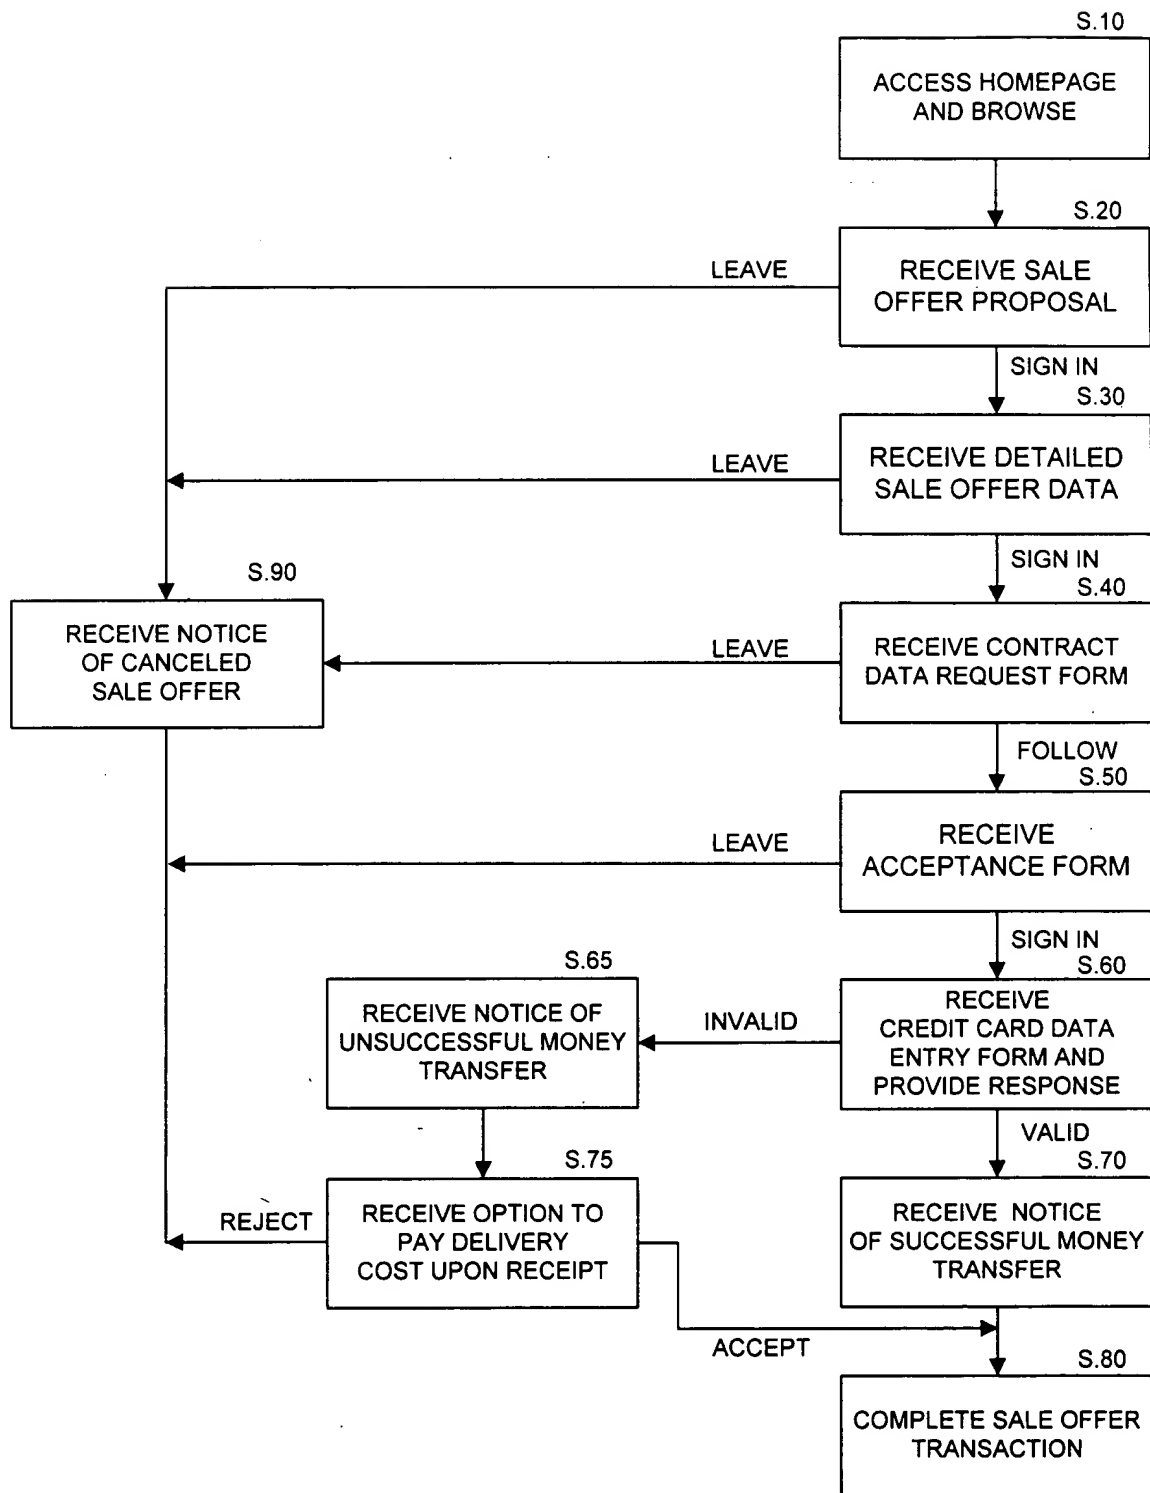 S.10
ACCESS HOMEPAGE
AND BROWSE
S.20
LEAVE
RECEIVE SALE
OFFER PROPOSAL
SIGN IN
S.30
LEAVE
RECEIVE DETAILED
SALE OFFER DATA
SIGN IN
S.90
S.40
RECEIVE NOTICE
OF CANCELED
SALE OFFER
LEAVE
RECEIVE CONTRACT
DATA REQUEST FORM
FOLLOW
S.50
LEAVE
RECEIVE
ACCEPTANCE FORM
SIGN IN
S.65
S.60
RECEIVE NOTICE OF
UNSUCCESSFUL MONEY
TRANSFER
INVALID
RECEIVE
CREDIT CARD DATA
ENTRY FORM AND
PROVIDE RESPONSE
VALID
S.75
S.70
REJECT
RECEIVE OPTION TO
PAY DELIVERY
COST UPON RECEIPT
RECEIVE NOTICE
OF SUCCESSFUL MONEY
TRANSFER
ACCEPT
S.80
COMPLETE SALE OFFER
TRANSACTION